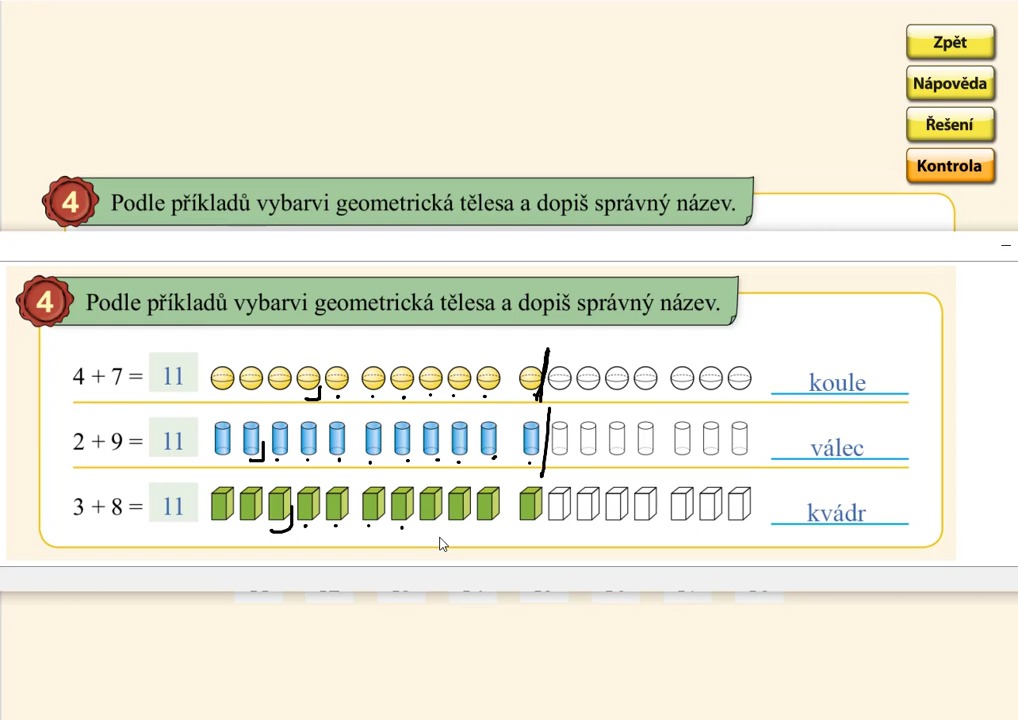 Zpět
Nápověda
Řešení
Kontrola
4 Podle příkladů vybarvi geometrická tělesa a dopiš správný název.
4 Podle příkladů vybarvi geometrická tělesa a dopiš správný název.
4 + 7 = 11 koule
2 + 9 = 11 válec
3 + 8 = 11 kvádr